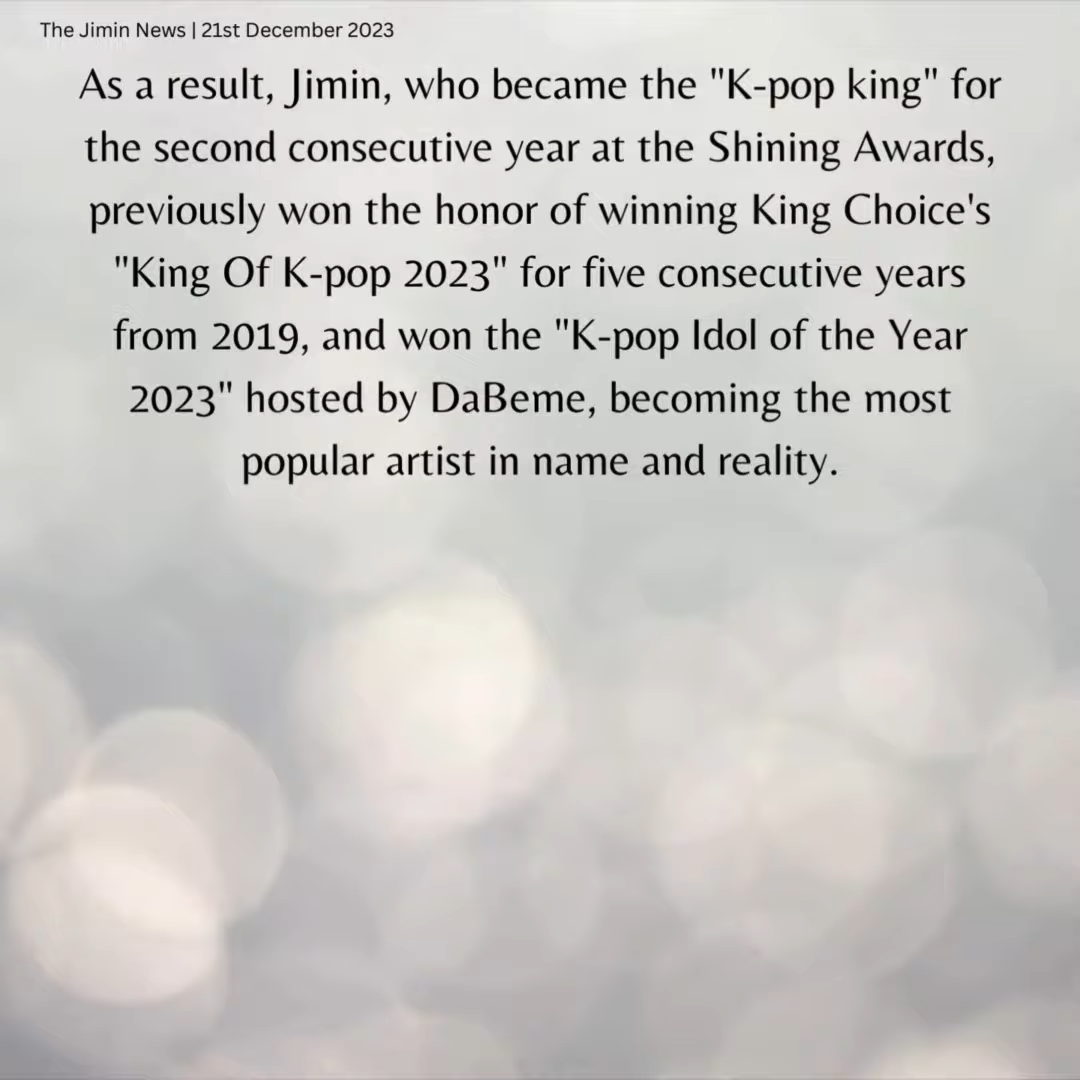 The Jimin News | 21st December 2023
As a result, Jimin, who became the "K-pop king" for
the second consecutive year at the Shining Awards,
previously won the honor of winning King Choice's
"King Of K-pop 2023" for five consecutive years
from 2019, and won the "K-pop Idol of the Year
2023" hosted by DaBeme, becoming the most
popular artist in name and reality.